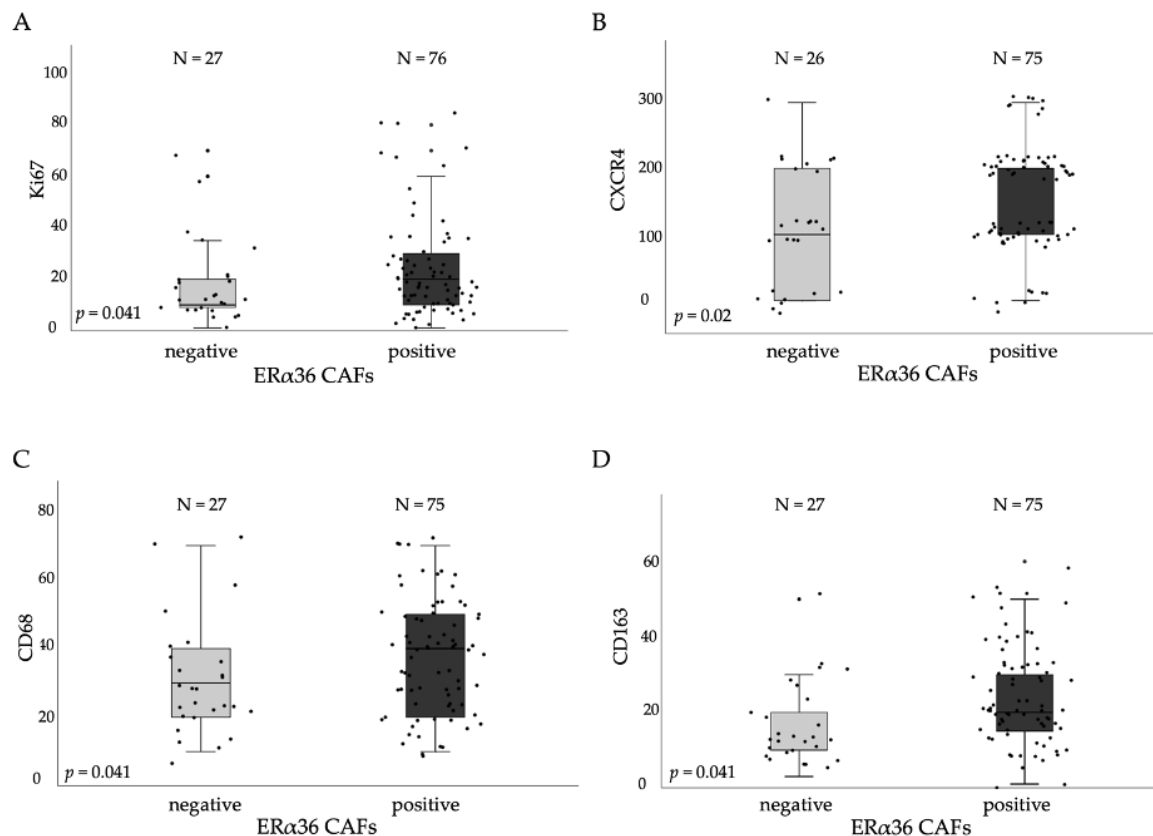 A
N = 27
N = 76
Ki67
100
80
60
40
20
0
p = 0.041
negative
positive
ERα36 CAFs
B
N = 26
N = 75
CXCR4
300
200
100
0
p = 0.02
negative
positive
ERα36 CAFs
C
N = 27
N = 75
CD68
80
60
40
20
0
p = 0.041
negative
positive
ERα36 CAFs
D
N = 27
N = 75
CD163
60
40
20
0
p = 0.041
negative
positive
ERα36 CAFs